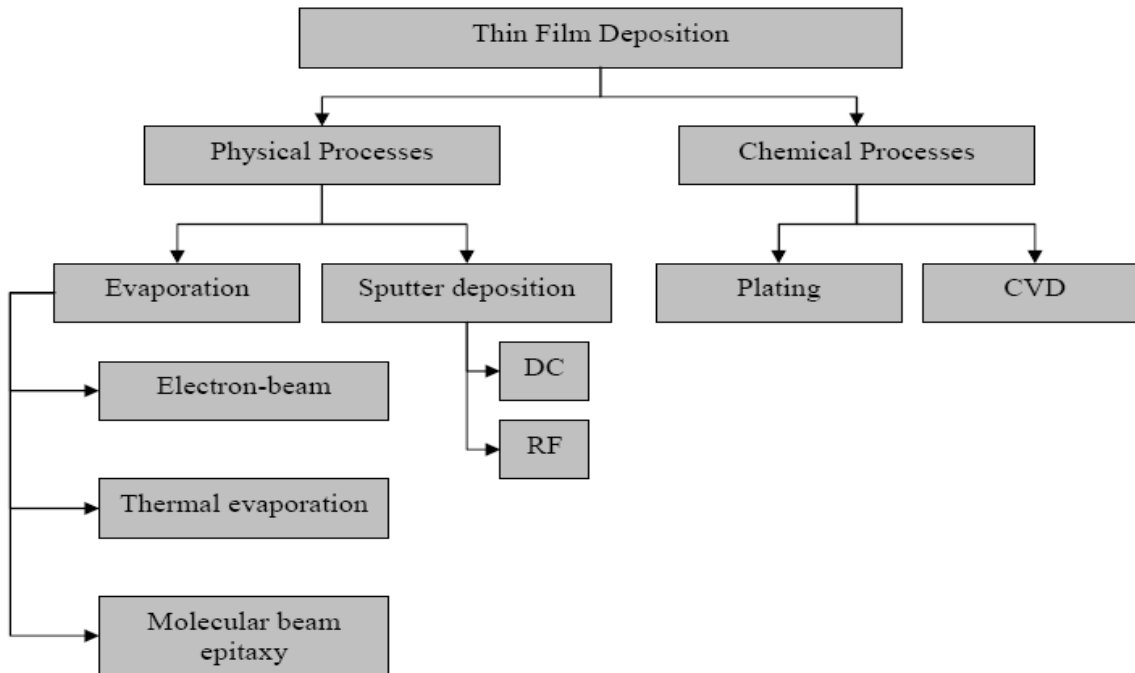 Thin Film Deposition
Physical Processes
Chemical Processes
Evaporation
Sputter deposition
Plating
CVD
DC
Electron-beam
RF
Thermal evaporation
Molecular beam
epitaxy